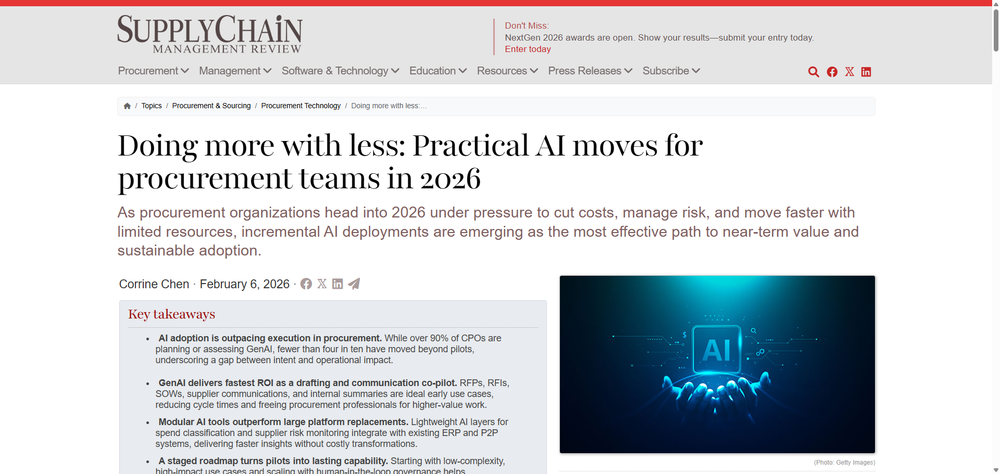 SUPPLYCHAiN
MANAGEMENT REVIEW
Don't Miss:
NextGen 2026 awards are open. Show your results—submit your entry today.
Enter today
Procurement Management Software & Technology Education Resources Press Releases Subscribe
/ Topics / Procurement & Sourcing / Procurement Technology / Doing more with less:...
Doing more with less: Practical AI moves for
procurement teams in 2026
As procurement organizations head into 2026 under pressure to cut costs, manage risk, and move faster with
limited resources, incremental AI deployments are emerging as the most effective path to near-term value and
sustainable adoption.
Corrine Chen · February 6, 2026 ·
Key takeaways
• AI adoption is outpacing execution in procurement. While over 90% of CPOs are
planning or assessing GenAI, fewer than four in ten have moved beyond pilots,
underscoring a gap between intent and operational impact.
• GenAI delivers fastest ROI as a drafting and communication co-pilot. RFPs, RFIs,
SOWs, supplier communications, and internal summaries are ideal early use cases,
reducing cycle times and freeing procurement professionals for higher-value work.
• Modular AI tools outperform large platform replacements. Lightweight AI layers for
spend classification and supplier risk monitoring integrate with existing ERP and P2P
systems, delivering faster insights without costly transformations.
• A staged roadmap turns pilots into lasting capability. Starting with low-complexity,
high-impact use cases and scaling with human-in-the-loop governance helps
$
AI
(Photo: Getty Images)